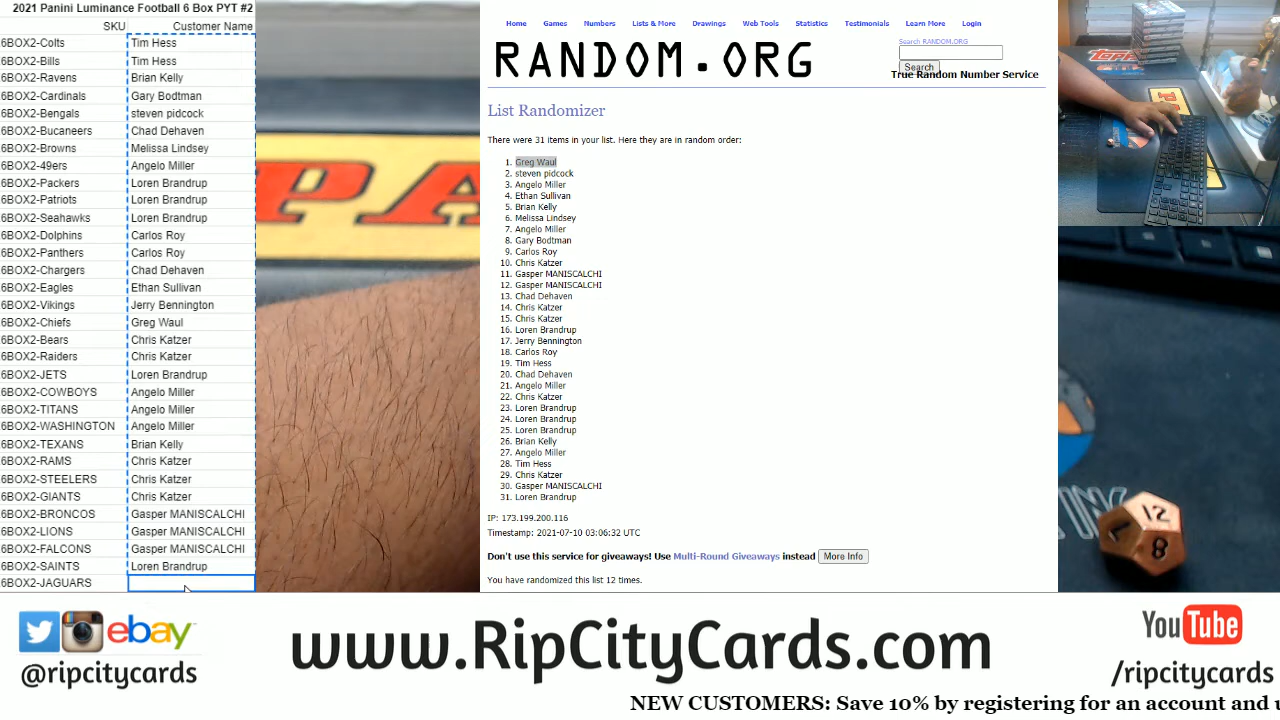 2021 Panini Luminance Football 6 Box PYT #2
SKU Customer Name
6BOX2-Colts Tim Hess
6BOX2-Bills Tim Hess
6BOX2-Ravens Brian Kelly
6BOX2-Cardinals Gary Bodtman
6BOX2-Bengals steven pidcock
6BOX2-Bucaneers Chad Dehaven
6BOX2-Browns Melissa Lindsey
6BOX2-49ers Angelo Miller
6BOX2-Packers Loren Brandrup
6BOX2-Patriots Loren Brandrup
6BOX2-Seahawks Loren Brandrup
6BOX2-Dolphins Carlos Roy
6BOX2-Panthers Carlos Roy
6BOX2-Chargers Chad Dehaven
6BOX2-Eagles Ethan Sullivan
6BOX2-Vikings Jerry Bennington
6BOX2-Chiefs Greg Waul
6BOX2-Bears Chris Katzer
6BOX2-Raiders Chris Katzer
6BOX2-JETS Loren Brandrup
6BOX2-COWBOYS Angelo Miller
6BOX2-TITANS Angelo Miller
6BOX2-WASHINGTON Angelo Miller
6BOX2-TEXANS Brian Kelly
6BOX2-RAMS Chris Katzer
6BOX2-STEELERS Chris Katzer
6BOX2-GIANTS Chris Katzer
6BOX2-BRONCOS Gasper MANISCALCHI
6BOX2-LIONS Gasper MANISCALCHI
6BOX2-FALCONS Gasper MANISCALCHI
6BOX2-SAINTS Loren Brandrup
6BOX2-JAGUARS
PA
Home Games Numbers Lists & More Drawings Web Tools Statistics Testimonials Learn More Login
RANDOM.ORG
Search RANDOM.ORG
Search
True Random Number Service
List Randomizer
There were 31 items in your list. Here they are in random order:
1. Greg Waul
2. steven pidcock
3. Angelo Miller
4. Ethan Sullivan
5. Brian Kelly
6. Melissa Lindsey
7. Angelo Miller
8. Gary Bodtman
9. Carlos Roy
10. Chris Katzer
11. Gasper MANISCALCHI
12. Gasper MANISCALCHI
13. Chad Dehaven
14. Chris Katzer
15. Chris Katzer
16. Loren Brandrup
17. Jerry Bennington
18. Carlos Roy
19. Tim Hess
20. Chad Dehaven
21. Angelo Miller
22. Chris Katzer
23. Loren Brandrup
24. Loren Brandrup
25. Loren Brandrup
26. Brian Kelly
27. Angelo Miller
28. Tim Hess
29. Chris Katzer
30. Gasper MANISCALCHI
31. Loren Brandrup
IP: 173.199.200.116
Timestamp: 2021-07-10 03:06:32 UTC
Don't use this service for giveaways! Use Multi-Round Giveaways instead More Info
You have randomized this list 12 times.
TOPPS
PA
12
8
ebay
@ripcitycards
www.RipCityCards.com
You Tube
/ripcitycards
NEW CUSTOMERS: Save 10% by registering for an account and u